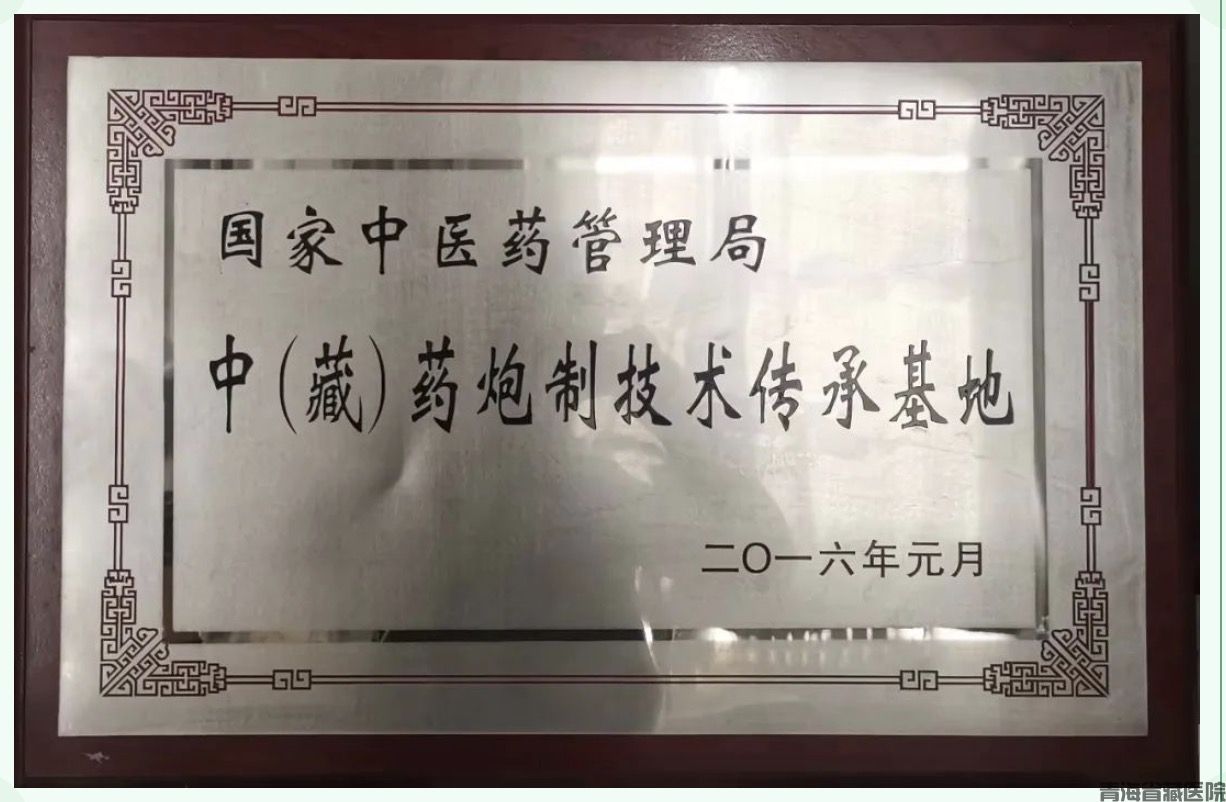 国家中医药管理局
中(藏)药炮制技术传承基地
二〇一六年元月
青海省藏医院